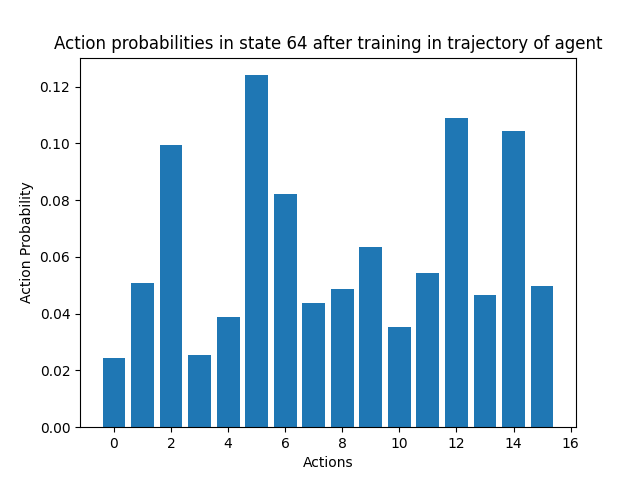 Action probabilities in state 64 after training in trajectory of agent
0.12
0.10
0.08
0.06
0.04
0.02
0.00
Action Probability
0 2 4 6 8 10 12 14 16
Actions